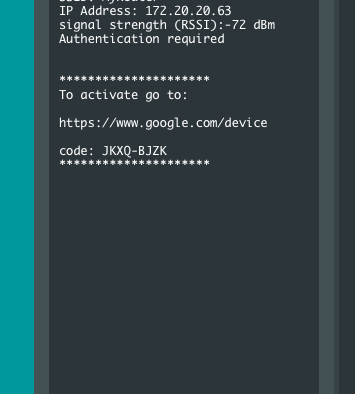 IP Address: 172.20.20.63
signal strength (RSSI):-72 dBm
Authentication required
*********************
To activate go to:
https://www.google.com/device
code: JKXQ-BJZK
*********************